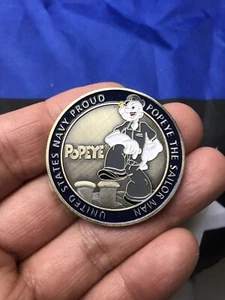 UNITED STATES NAVY PROUD
POPEYE THE SAILOR MAN
POPEYE